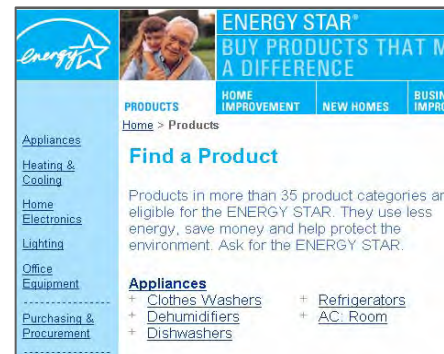 energy
ENERGY STAR®
BUY PRODUCTS THAT M
A DIFFERENCE
PRODUCTS
HOME
IMPROVEMENT
NEW HOMES
BUSIN
IMPRO
Home > Products
Appliances
Heating &
Cooling
Home
Electronics
Lighting
Office
Equipment
Purchasing &
Procurement
Find a Product
Products in more than 35 product categories ar
eligible for the ENERGY STAR. They use less
energy, save money and help protect the
environment. Ask for the ENERGY STAR.
Appliances
+ Clothes Washers
+ Dehumidifiers
+ Dishwashers
+ Refrigerators
+ AC: Room